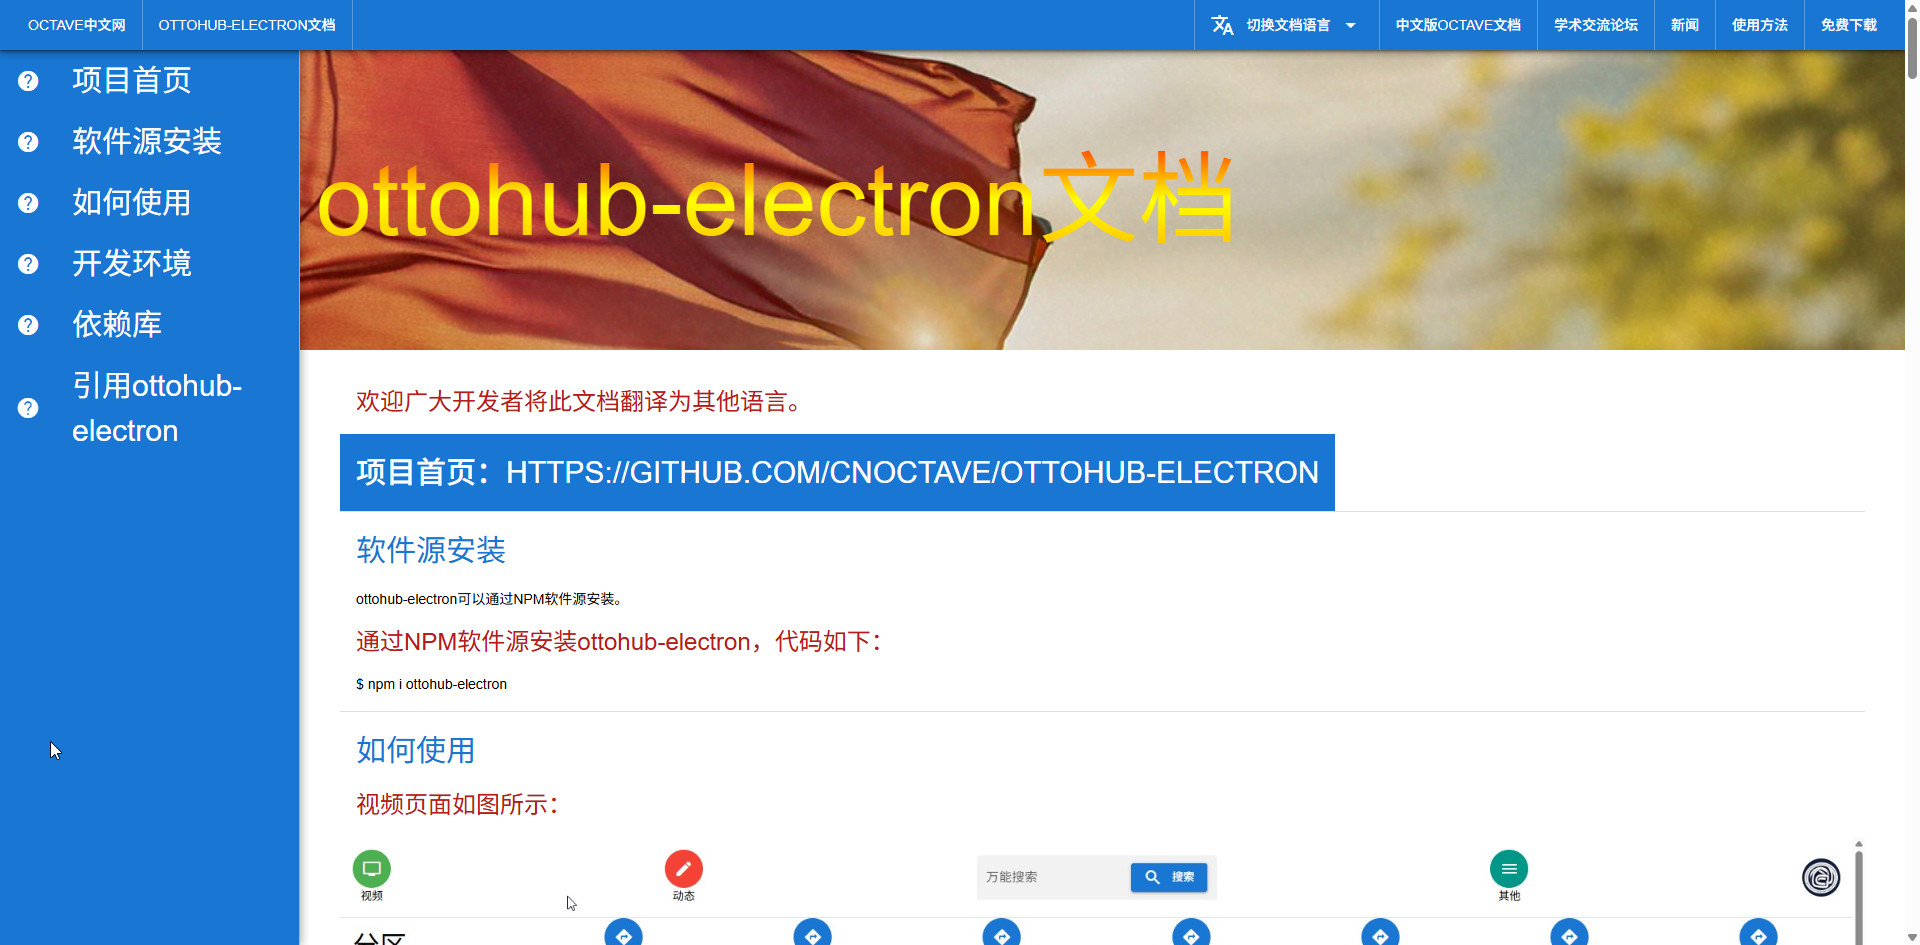 OCTAVE中文网
OTTOHUB-ELECTRON文档
切换文档语言
中文版OCTAVE文档
学术交流论坛
新闻
使用方法
免费下载
项目首页
软件源安装
如何使用
开发环境
依赖库
引用ottohub-
electron
ottohub-electron文档
欢迎广大开发者将此文档翻译为其他语言。
项目首页：HTTPS://GITHUB.COM/CNOCTAVE/OTTOHUB-ELECTRON
软件源安装
ottohub-electron可以通过NPM软件源安装。
通过NPM软件源安装ottohub-electron，代码如下：
$ npm i ottohub-electron
如何使用
视频页面如图所示：
视频
动态
万能搜索
搜索
其他
分区